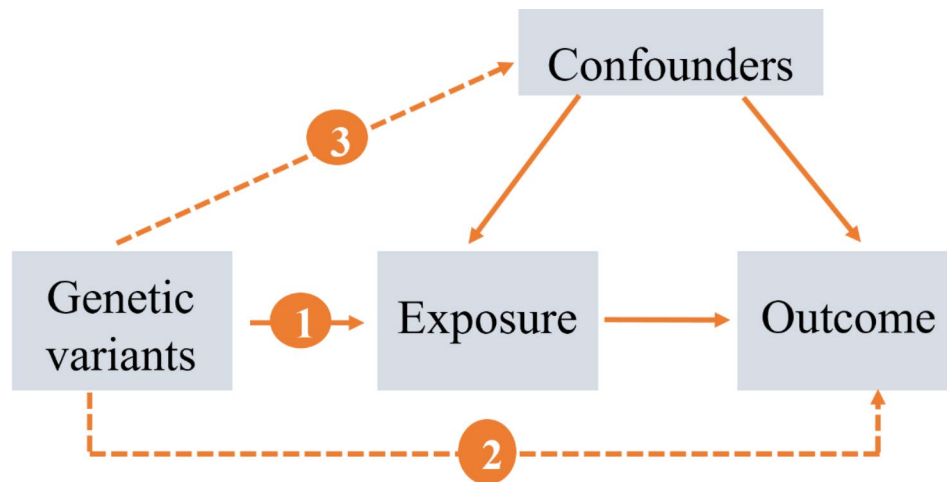 Confounders
3
Genetic
variants
1
Exposure
Outcome
2